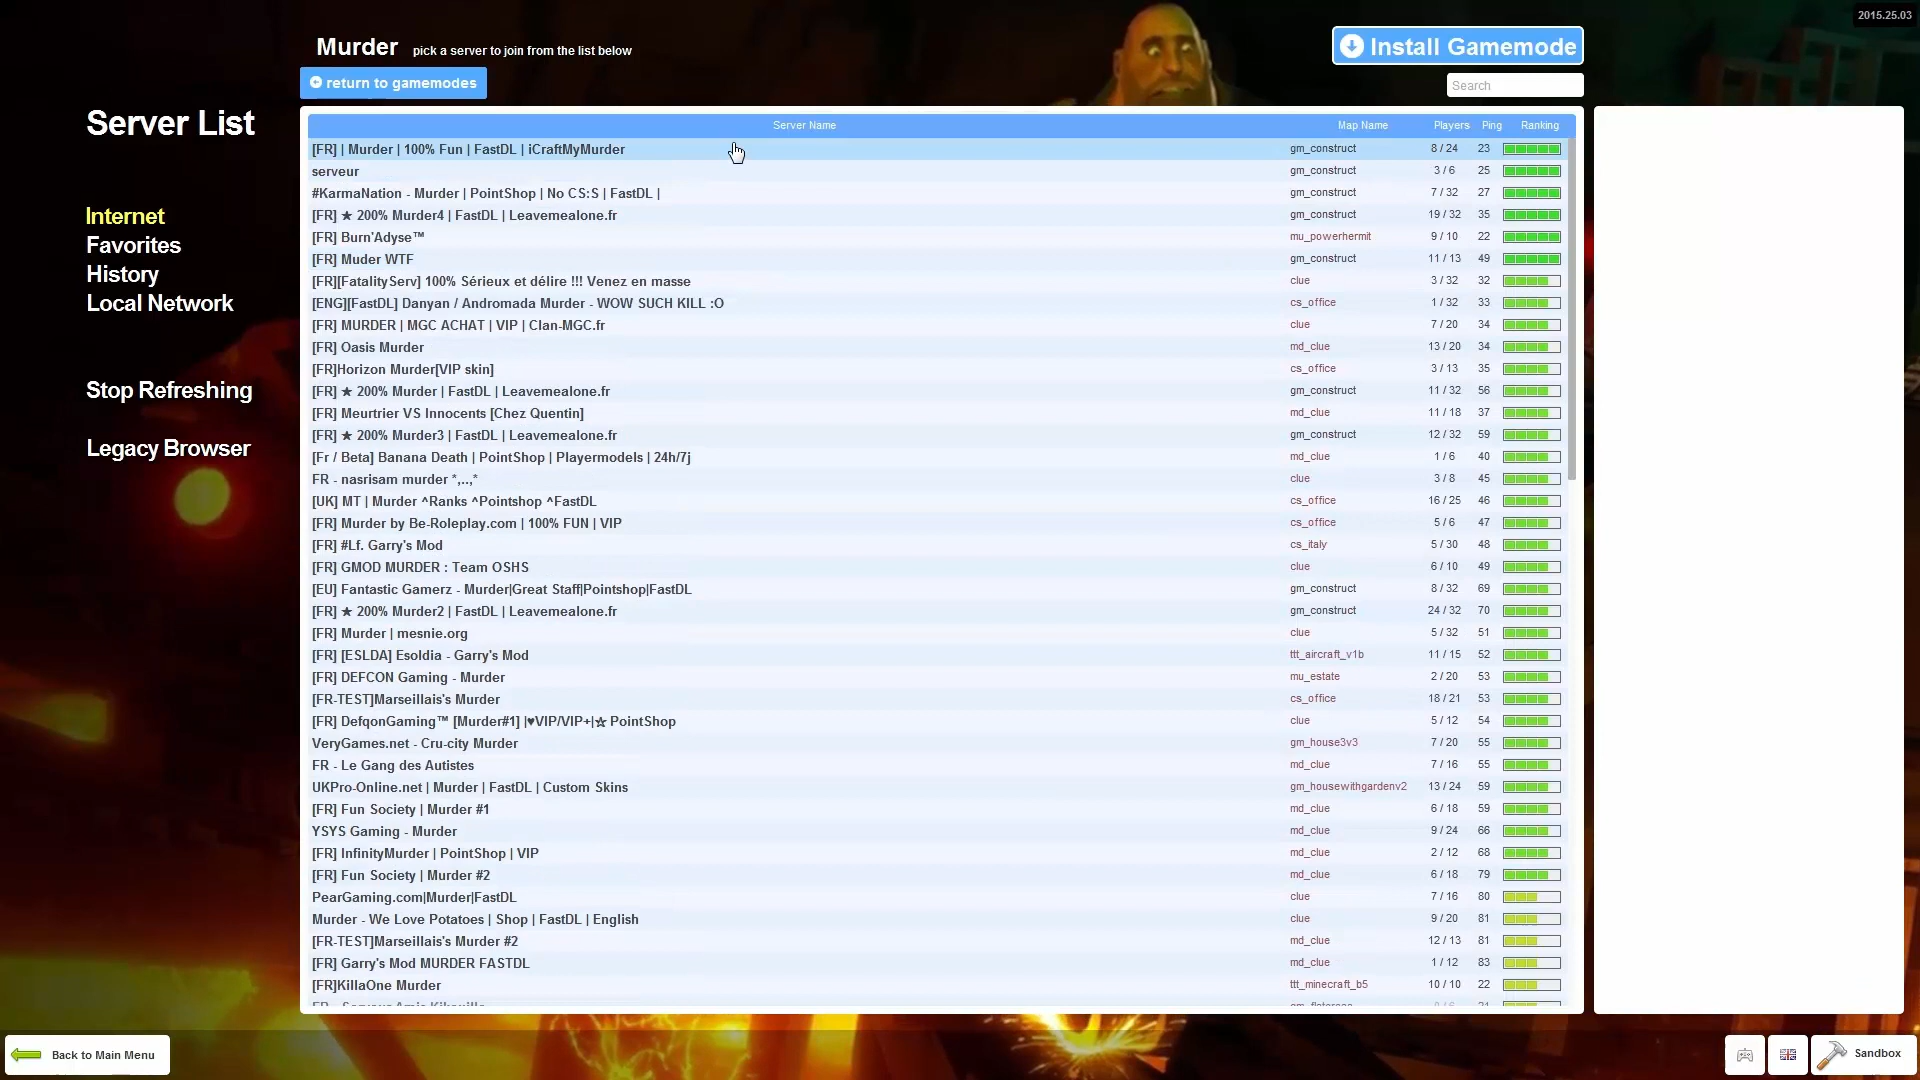 2015.25.03
Murder pick a server to join from the list below
Install Gamemode
return to gamemodes
Search
Server List
Internet
Favorites
History
Local Network
Stop Refreshing
Legacy Browser
Server Name Map Name Players Ping Ranking
[FR] | Murder | 100% Fun | FastDL | iCraftMyMurder gm_construct 8 / 24 23
serveur gm_construct 3 / 6 25
#KarmaNation - Murder | PointShop | No CS:S | FastDL | gm_construct 7 / 32 27
[FR] ★ 200% Murder4 | FastDL | Leavemealone.fr gm_construct 19 / 32 35
[FR] Burn'Adyse™ mu_powerhermit 9 / 10 22
[FR] Muder WTF gm_construct 11 / 13 49
[FR][FatalityServ] 100% Sérieux et délire !!! Venez en masse clue 3 / 32 32
[ENG][FastDL] Danyan / Andromada Murder - WOW SUCH KILL :O cs_office 1 / 32 33
[FR] MURDER | MGC ACHAT | VIP | Clan-MGC.fr clue 7 / 20 34
[FR] Oasis Murder md_clue 13 / 20 34
[FR]Horizon Murder[VIP skin] cs_office 3 / 13 35
[FR] ★ 200% Murder | FastDL | Leavemealone.fr gm_construct 11 / 32 56
[FR] Meurtrier VS Innocents [Chez Quentin] md_clue 11 / 18 37
[FR] ★ 200% Murder3 | FastDL | Leavemealone.fr gm_construct 12 / 32 59
[Fr / Beta] Banana Death | PointShop | Playermodels | 24h/7j md_clue 1 / 6 40
FR - nasrisam murder *,..,* clue 3 / 8 45
[UK] MT | Murder ^Ranks ^Pointshop ^FastDL cs_office 16 / 25 46
[FR] Murder by Be-Roleplay.com | 100% FUN | VIP cs_office 5 / 6 47
[FR] #Lf. Garry's Mod cs_italy 5 / 30 48
[FR] GMOD MURDER : Team OSHS clue 6 / 10 49
[EU] Fantastic Gamerz - Murder|Great Staff|Pointshop|FastDL gm_construct 8 / 32 69
[FR] ★ 200% Murder2 | FastDL | Leavemealone.fr gm_construct 24 / 32 70
[FR] Murder | mesnie.org clue 5 / 32 51
[FR] [ESLDA] Esoldia - Garry's Mod ttt_aircraft_v1b 11 / 15 52
[FR] DEFCON Gaming - Murder mu_estate 2 / 20 53
[FR-TEST]Marseillais's Murder cs_office 18 / 21 53
[FR] DefqonGaming™ [Murder#1] |♥VIP/VIP+|☆ PointShop clue 5 / 12 54
VeryGames.net - Cru-city Murder gm_house3v3 7 / 20 55
FR - Le Gang des Autistes md_clue 7 / 16 55
UKPro-Online.net | Murder | FastDL | Custom Skins gm_housewithgardenv2 13 / 24 59
[FR] Fun Society | Murder #1 md_clue 6 / 18 59
YSYS Gaming - Murder md_clue 9 / 24 66
[FR] InfinityMurder | PointShop | VIP md_clue 2 / 12 68
[FR] Fun Society | Murder #2 md_clue 6 / 18 79
PearGaming.com|Murder|FastDL clue 7 / 16 80
Murder - We Love Potatoes | Shop | FastDL | English clue 9 / 20 81
[FR-TEST]Marseillais's Murder #2 md_clue 12 / 13 81
[FR] Garry's Mod MURDER FASTDL md_clue 1 / 12 83
[FR]KillaOne Murder ttt_minecraft_b5 10 / 10 22
Back to Main Menu
Sandbox